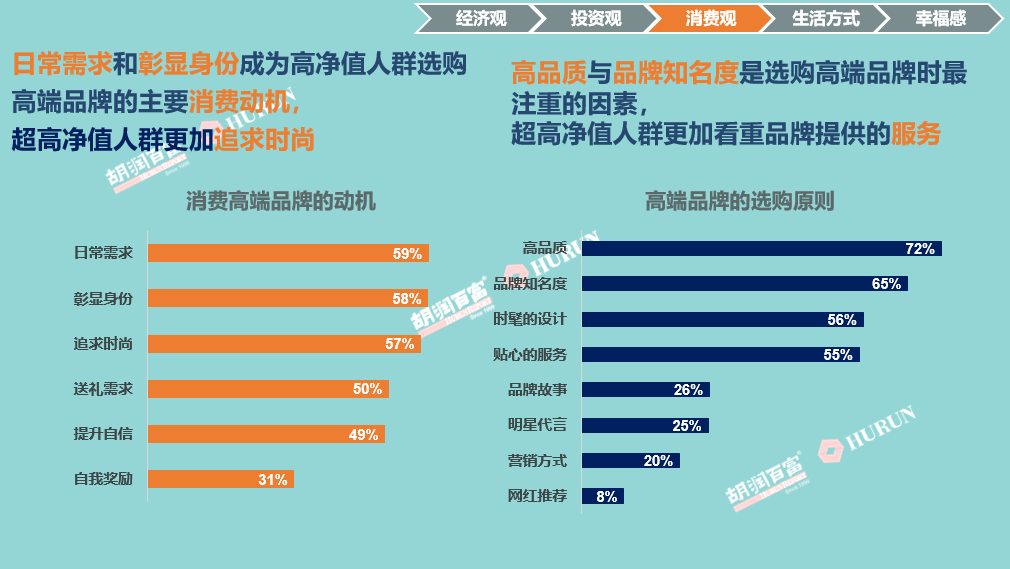 经济观
投资观
消费观
生活方式
幸福感
日常需求和彰显身份成为高净值人群选购
高端品牌的主要消费动机，
超高净值人群更加追求时尚
高品质与品牌知名度是选购高端品牌时最
注重的因素，
超高净值人群更加看重品牌提供的服务
消费高端品牌的动机
日常需求 59%
彰显身份 58%
追求时尚 57%
送礼需求 50%
提升自信 49%
自我奖励 31%
高端品牌的选购原则
高品质 72%
品牌知名度 65%
时髦的设计 56%
贴心的服务 55%
品牌故事 26%
明星代言 25%
营销方式 20%
网红推荐 8%
胡润百富 HURUN
Since 1999
胡润百富 HURUN
Since 1999
胡润百富 HURUN
Since 1999